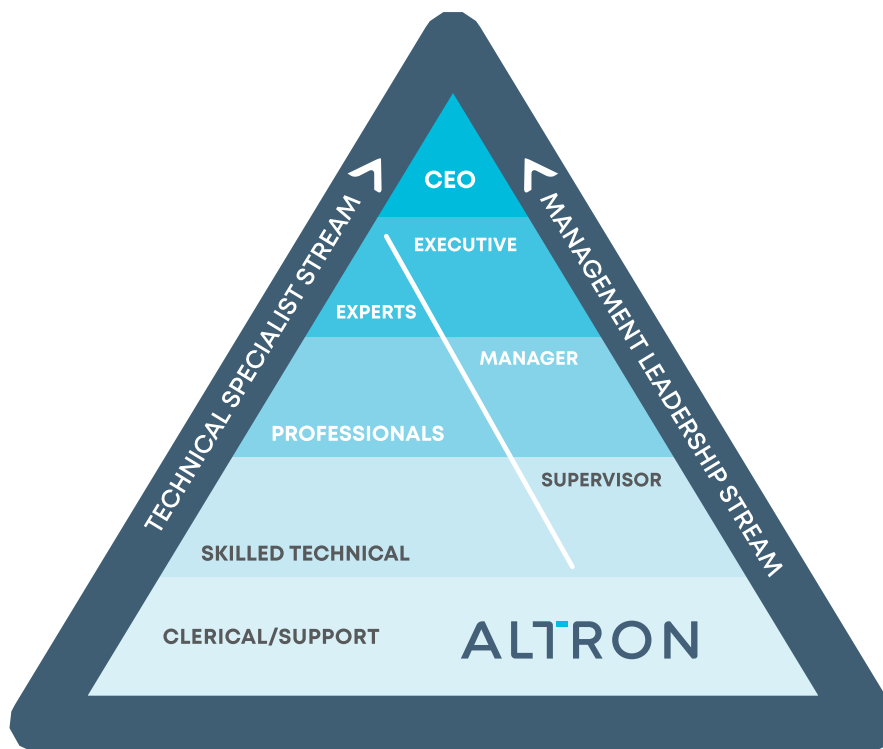 CEO
TECHNICAL SPECIALIST STREAM
MANAGEMENT LEADERSHIP STREAM
EXECUTIVE
EXPERTS
MANAGER
PROFESSIONALS
SUPERVISOR
SKILLED TECHNICAL
CLERICAL/SUPPORT
ALTRON